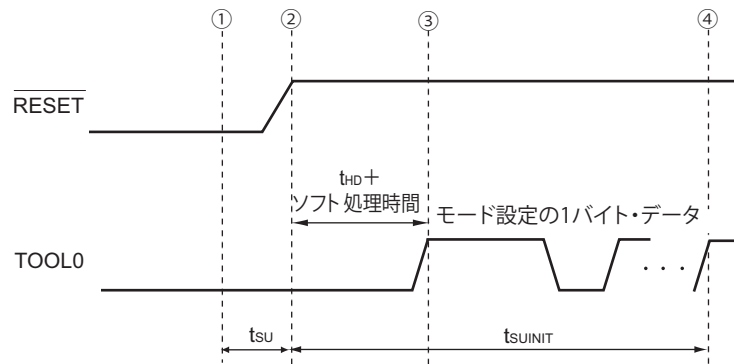 ① ② ③ ④
RESET
tHD＋
ソフト処理時間
モード設定の1バイト・データ
TOOL0
・・・
tSU
tSUINIT